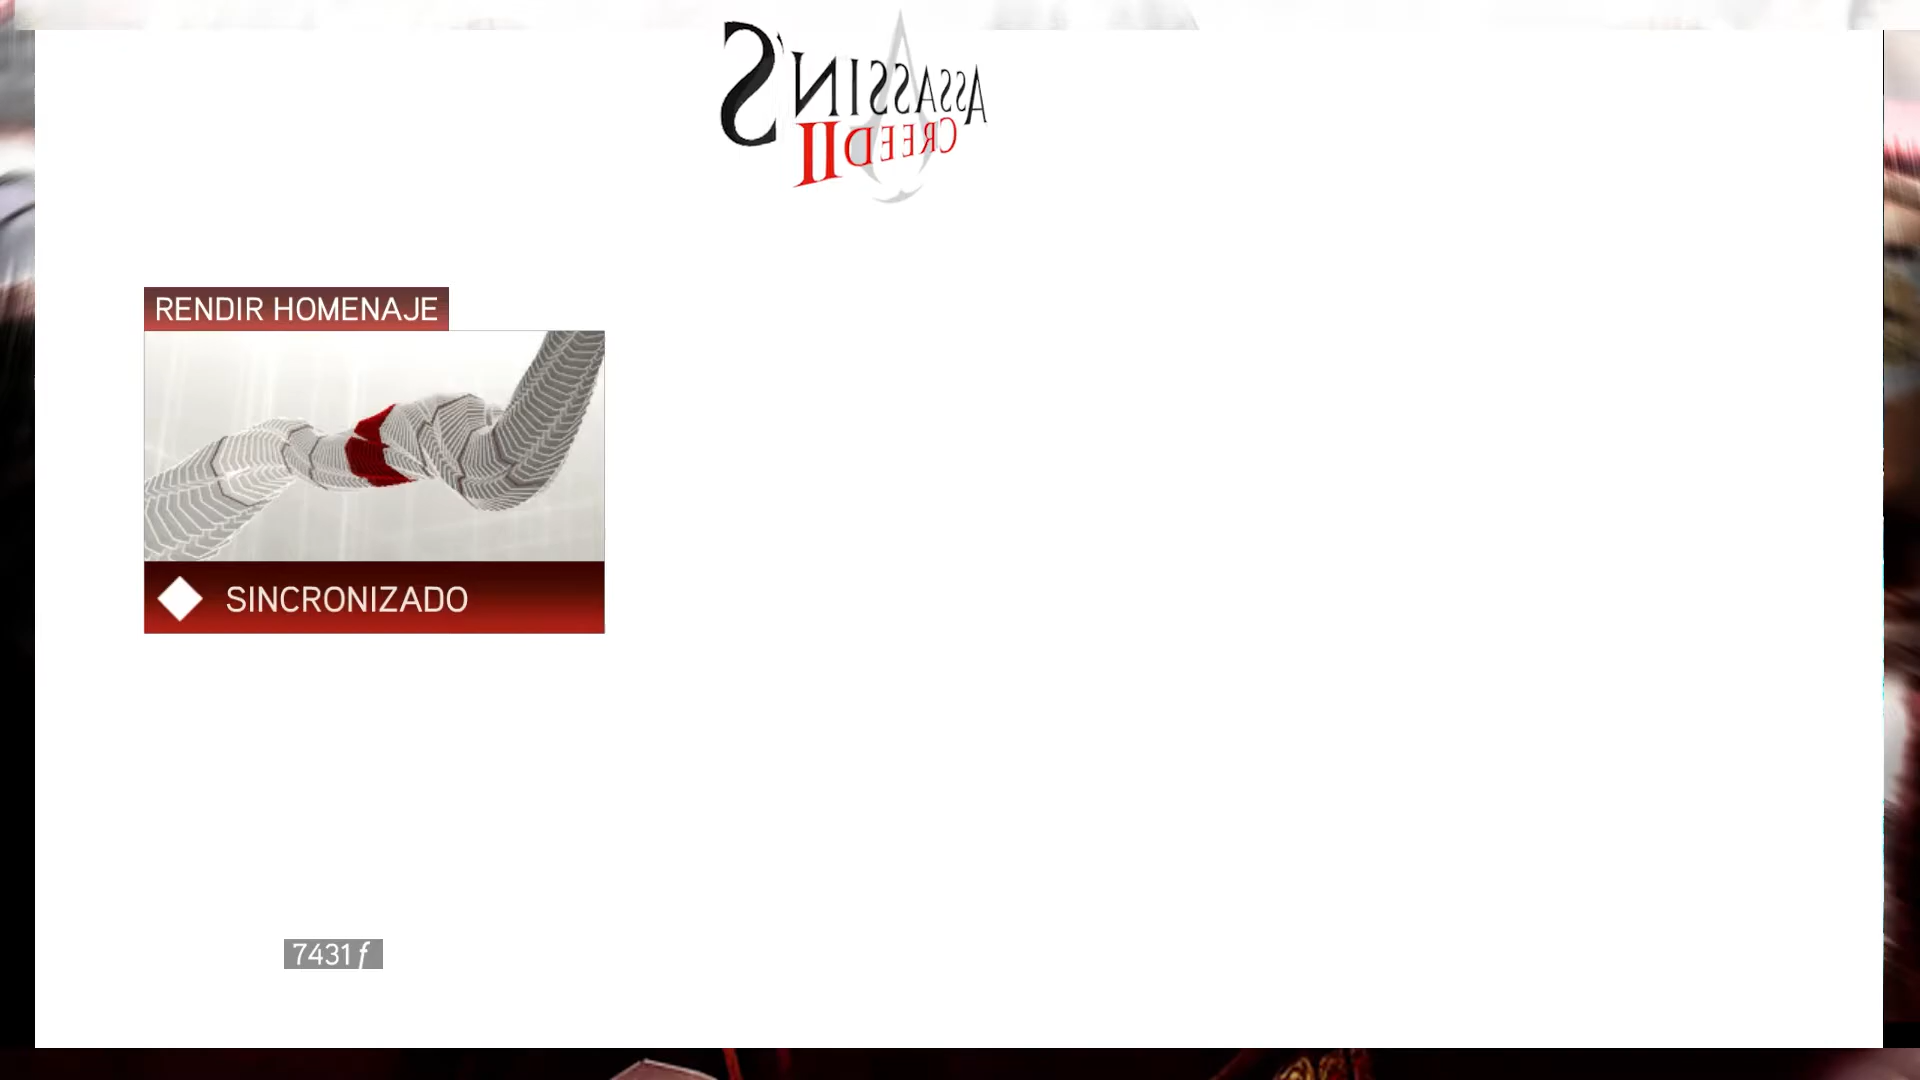 ASSASSIN'S
CREED II
RENDIR HOMENAJE
SINCRONIZADO
7431 ƒ